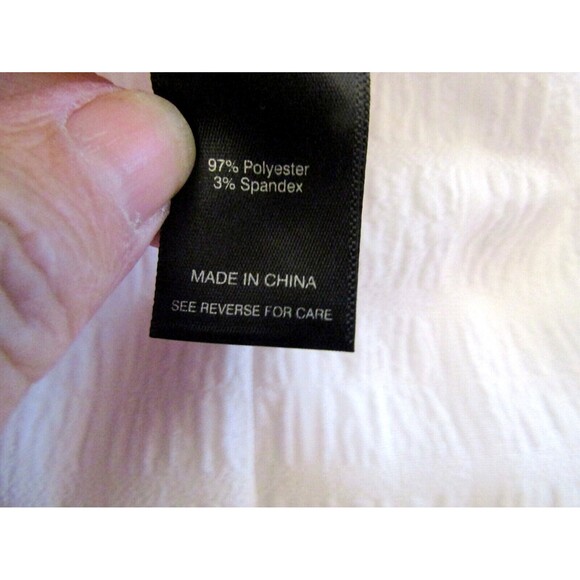 97% Polyester
3% Spandex
MADE IN CHINA
SEE REVERSE FOR CARE